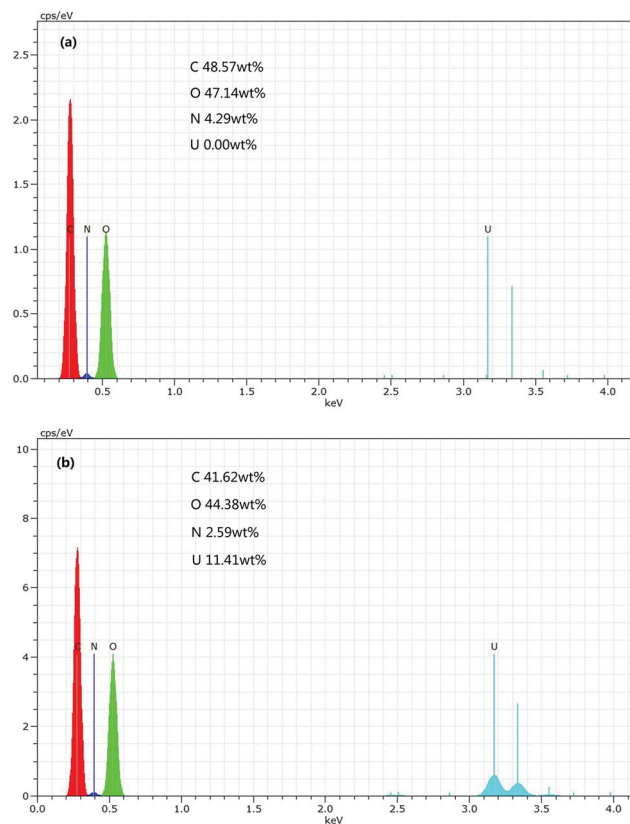 cps/eV
(a)
C 48.57wt%
O 47.14wt%
N 4.29wt%
U 0.00wt%
2.5
2.0
1.5
1.0
0.5
0.0
C N O U
0.5 1.0 1.5 2.0 2.5 3.0 3.5 4.0
keV
cps/eV
(b)
C 41.62wt%
O 44.38wt%
N 2.59wt%
U 11.41wt%
10
8
6
4
2
0
C N O U
0.0 0.5 1.0 1.5 2.0 2.5 3.0 3.5 4.0
keV